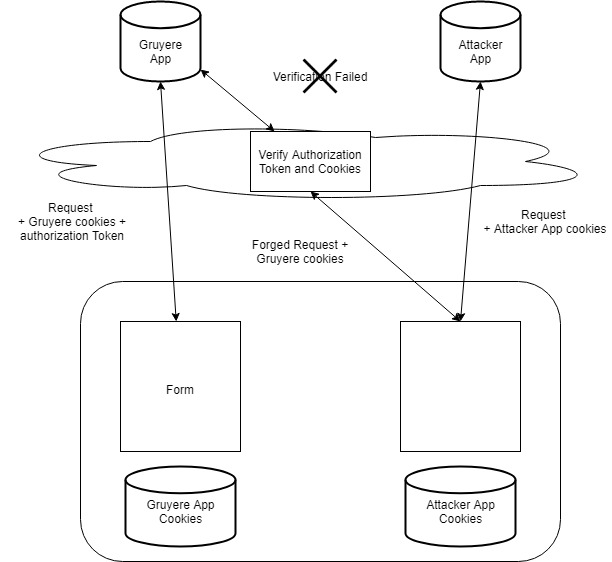 Gruyere
App
Attacker
App
Verification Failed
Verify Authorization
Token and Cookies
Request
+ Gruyere cookies +
authorization Token
Request
+ Attacker App cookies
Forged Request +
Gruyere cookies
Form
Gruyere App
Cookies
Attacker App
Cookies